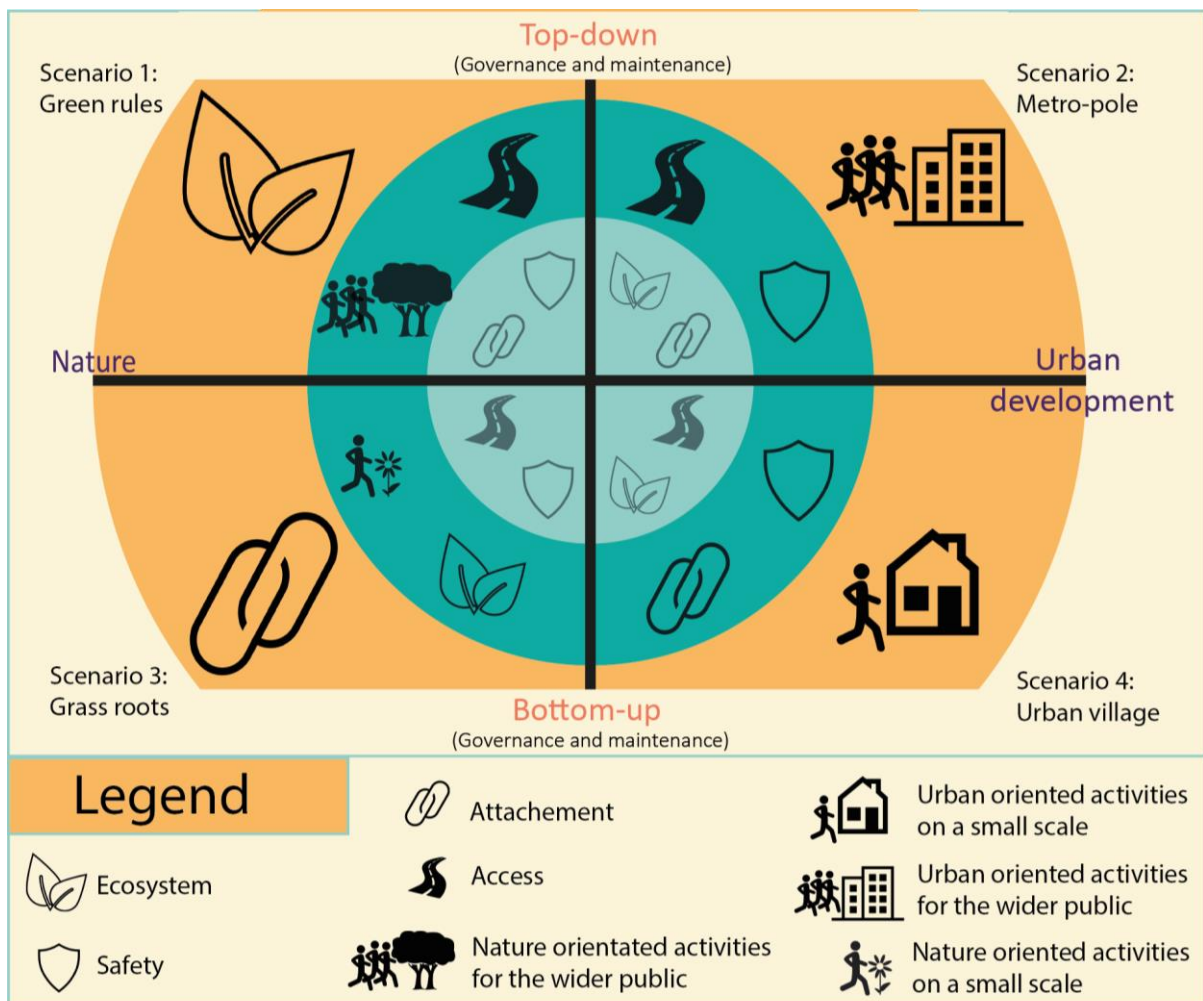 Top-down
(Governance and maintenance)
Scenario 1:
Green rules
Scenario 2:
Metro-pole
Nature
Urban
development
Scenario 3:
Grass roots
Bottom-up
(Governance and maintenance)
Scenario 4:
Urban village
Legend
Ecosystem
Safety
Attachement
Access
Nature orientated activities
for the wider public
Urban oriented activities
on a small scale
Urban oriented activities
for the wider public
Nature oriented activities
on a small scale